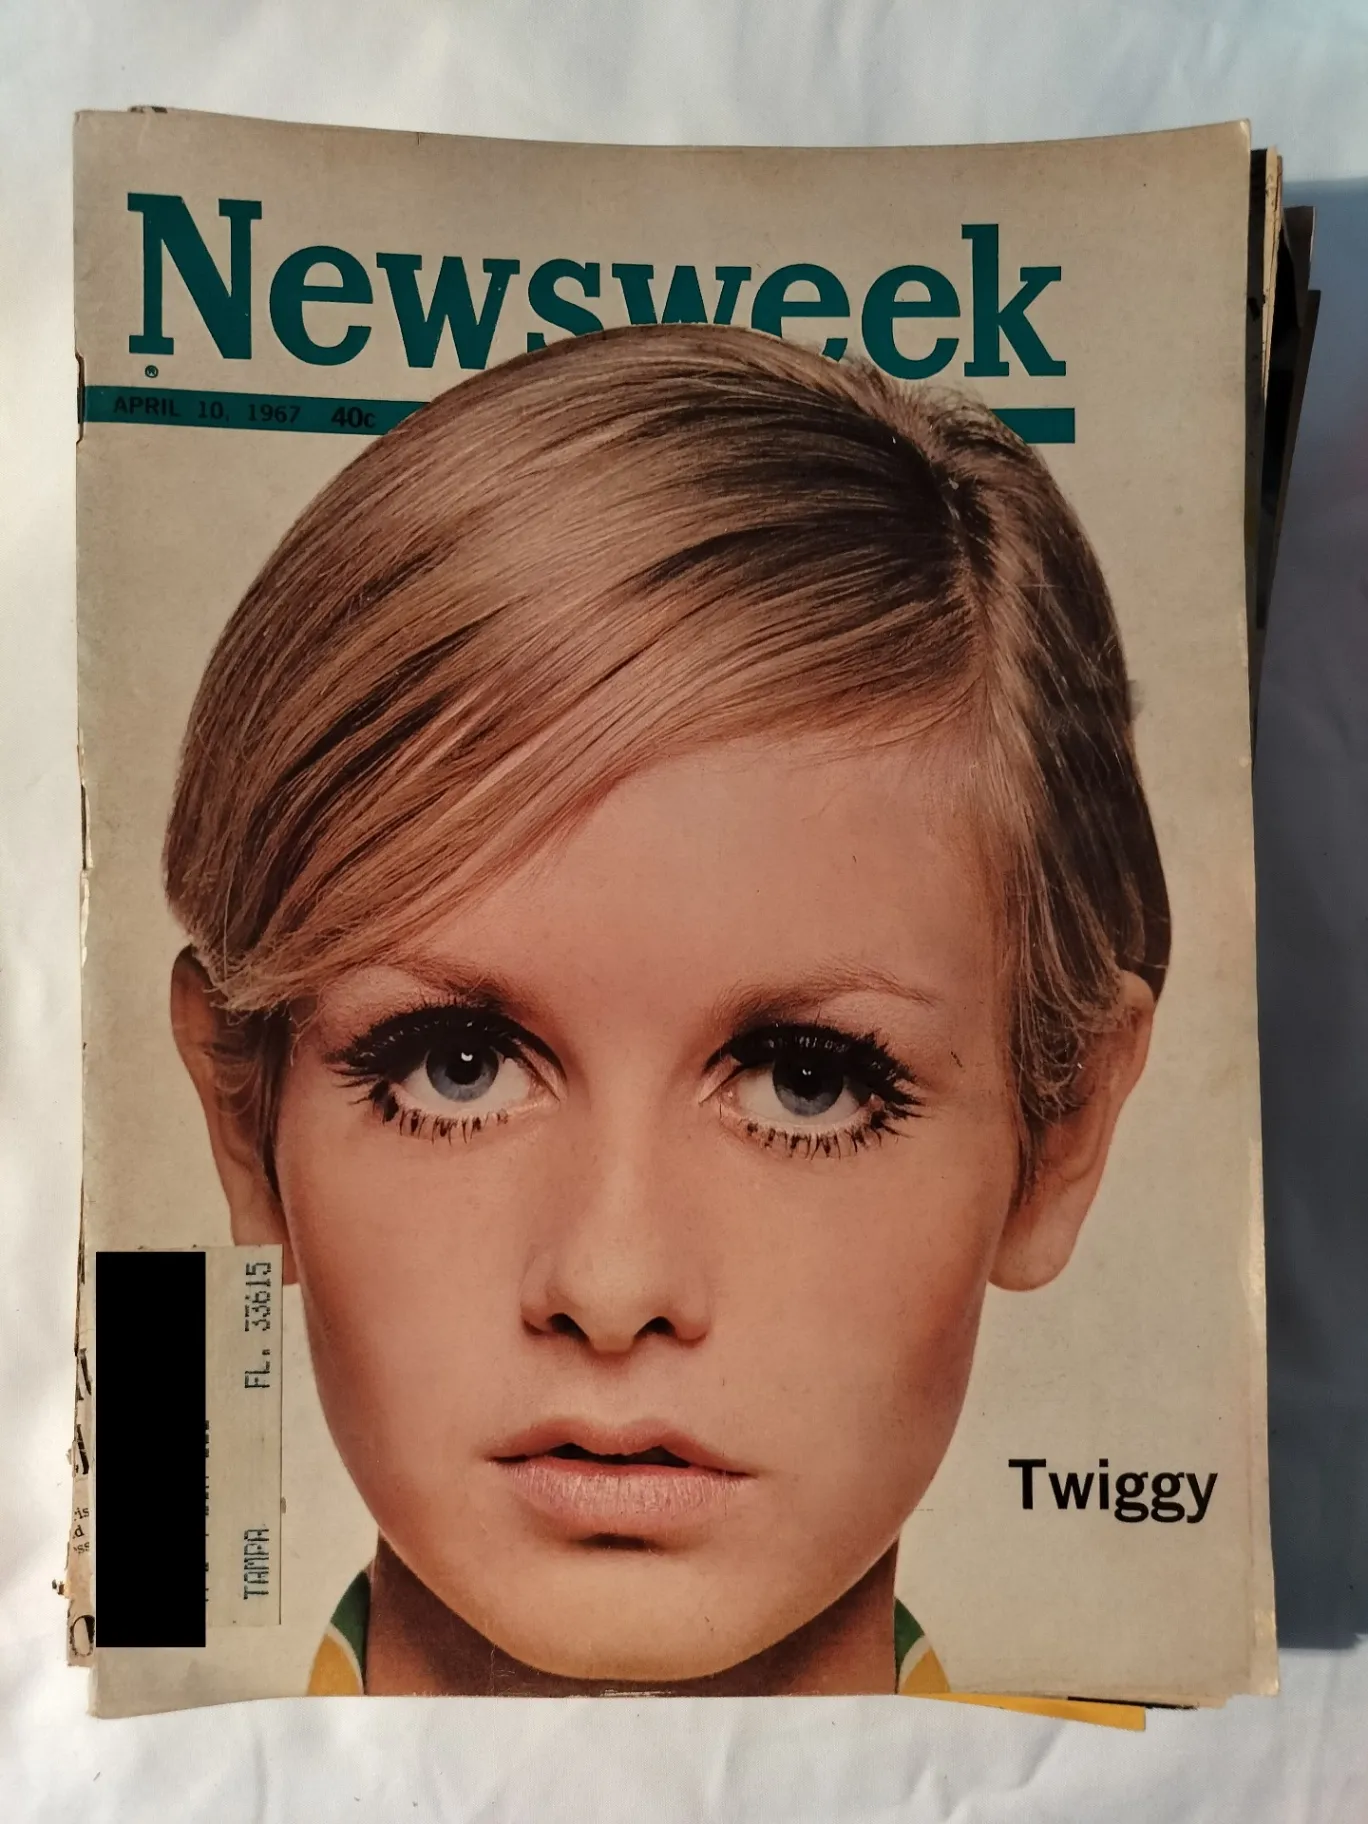 Newsweek
®
APRIL 10, 1967 40c
FL. 33615
TAMPA
Twiggy